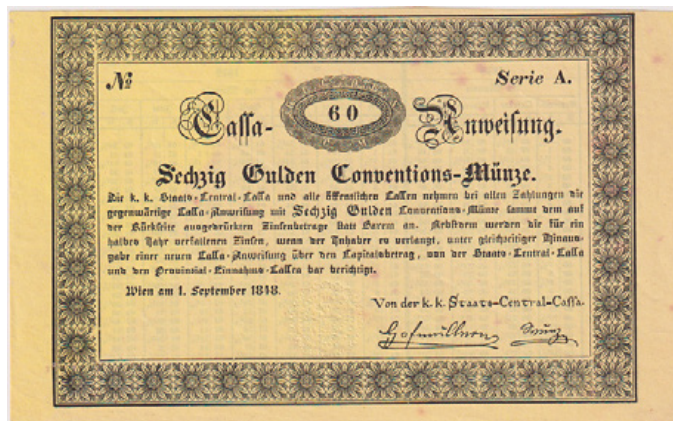 № Serie A.
Cassa- 60 Anweisung.
Sechzig Gulden Conventions-Münze.
Die k. k. Staats-Central-Cassa und alle öffentlichen Cassen nehmen bei allen Zahlungen die
gegenwärtige Cassa-Anweisung mit Sechzig Gulden Conventions-Münze sammt dem auf
der Rückseite ausgedrückten Zinsenbetrage statt Barem an. Nebstdem werden die für ein
halbes Jahr verfallenen Zinsen, wenn der Inhaber es verlangt, unter gleichzeitiger Hinaus-
gabe einer neuen Cassa-Anweisung über den Capitalsbetrag, von der Staats-Central-Cassa
und den Provinzial-Einnahms-Cassen bar berichtigt.
Wien am 1. September 1848.
Von der k. k. Staats-Central-Cassa.